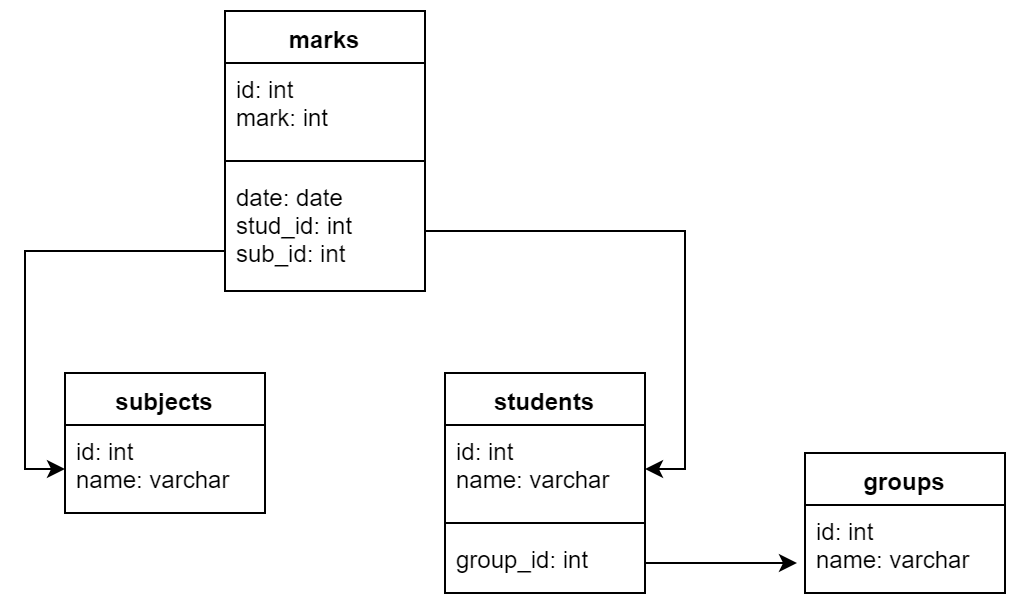 marks
id: int
mark: int
date: date
stud_id: int
sub_id: int
subjects
id: int
name: varchar
students
id: int
name: varchar
group_id: int
groups
id: int
name: varchar